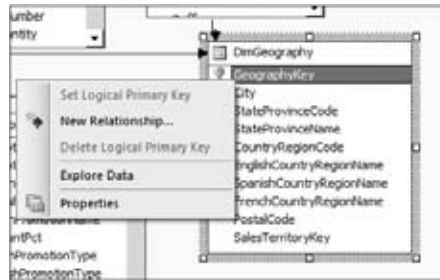 umber
ntity
DimGeography
GeographyKey
City
StateProvinceCode
StateProvinceName
CountryRegionCode
EnglishCountryRegionName
SpanishCountryRegionName
FrenchCountryRegionName
PostalCode
SalesTerritoryKey
Set Logical Primary Key
New Relationship...
Delete Logical Primary Key
Explore Data
Properties
ntPct
hPromotionType
hPromotionType